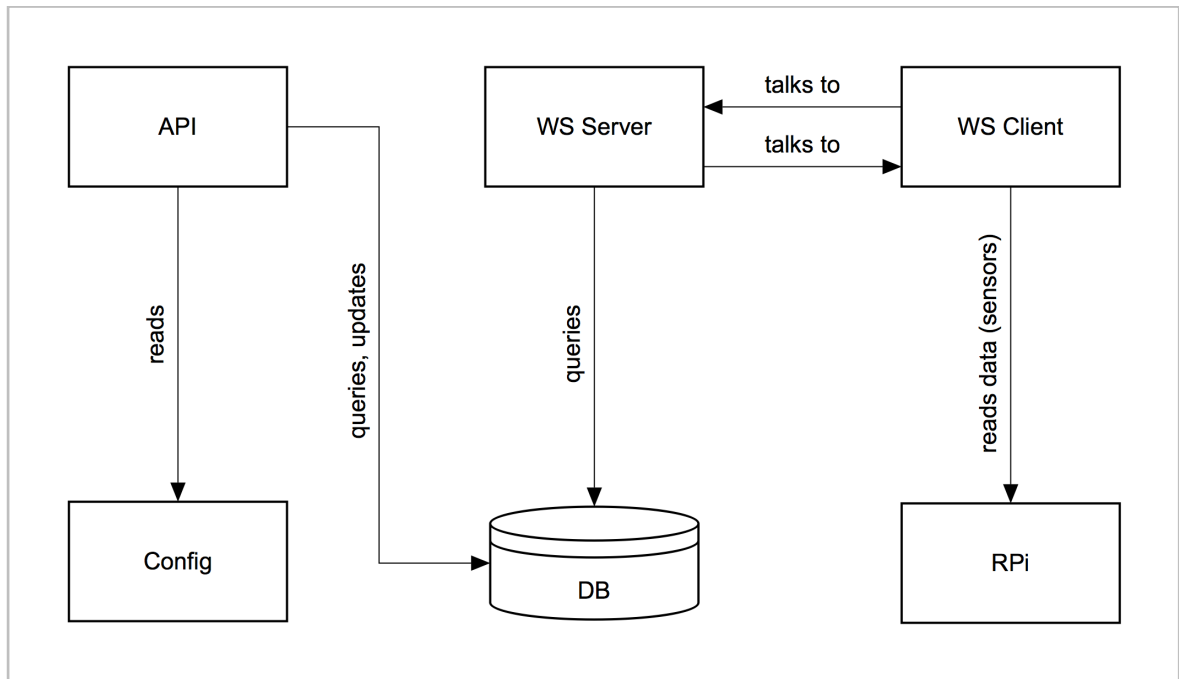 API
WS Server
talks to
talks to
WS Client
reads
queries, updates
queries
reads data (sensors)
Config
DB
RPi